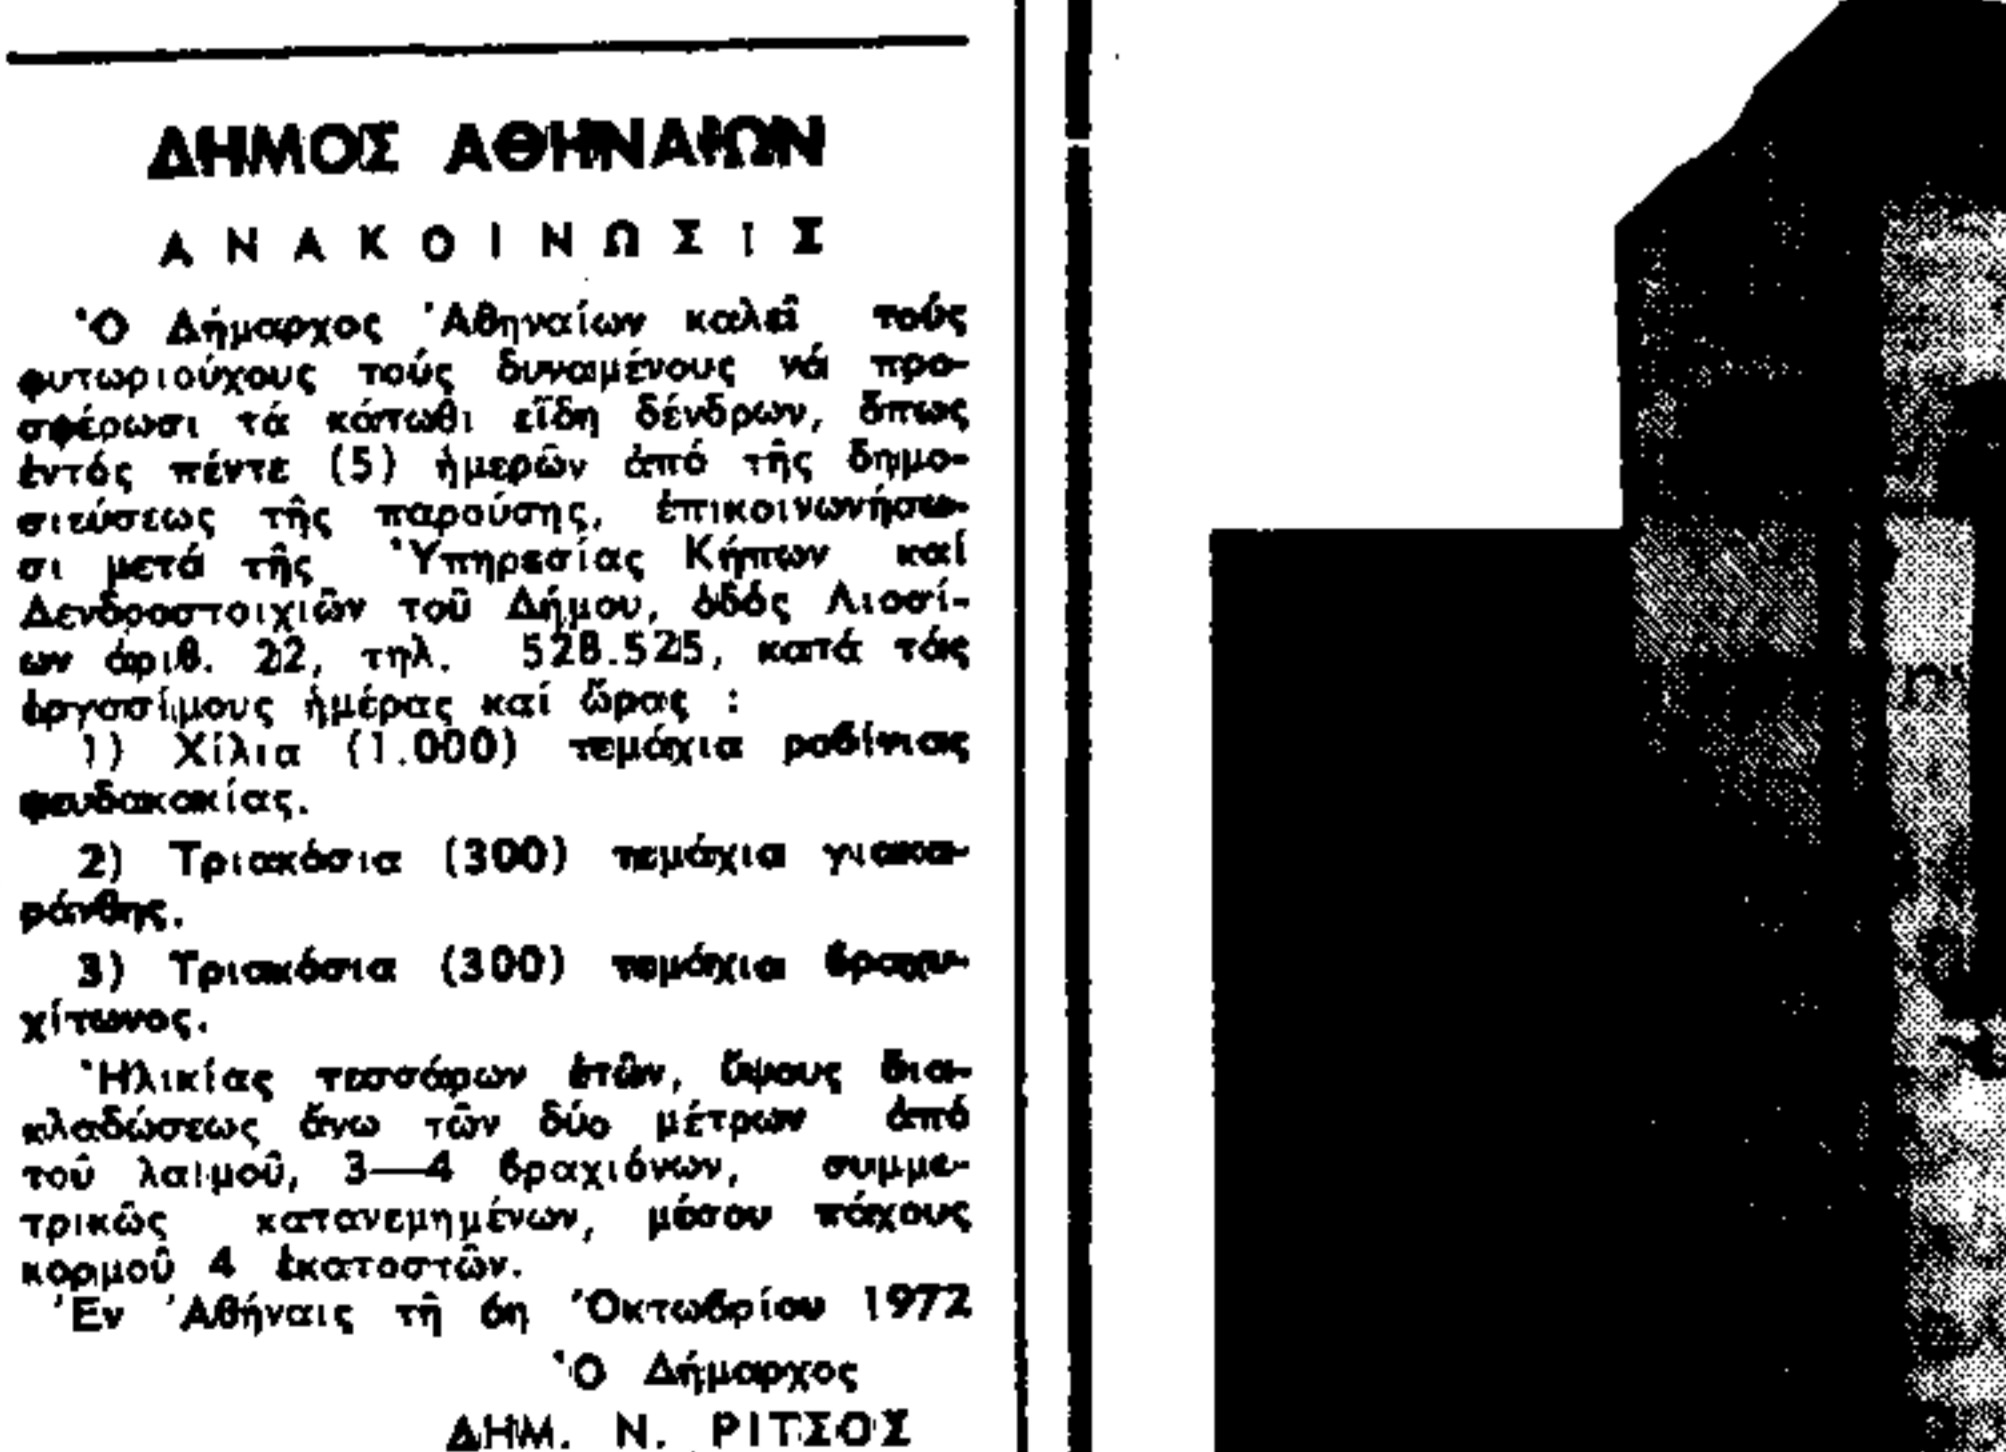 ΔΗΜΟΣ ΑΘΗΝΑΙΩΝ
ΑΝΑΚΟΙΝΩΣΙΣ
Ὁ Δήμαρχος Ἀθηναίων καλεῖ τούς
φυτωριούχους τούς δυναμένους νά προ-
σφέρωσι τά κάτωθι εἴδη δένδρων, ὅπως
ἐντός πέντε (5) ἡμερῶν ἀπό τῆς δημο-
σιεύσεως τῆς παρούσης, ἐπικοινωνήσω-
σι μετά τῆς Ὑπηρεσίας Κήπων καί
Δενδροστοιχιῶν τοῦ Δήμου, ὁδός Λιοσί-
ων ἀριθ. 22, τηλ. 528.525, κατά τάς
ἐργασίμους ἡμέρας καί ὥρας :
1) Χίλια (1.000) τεμάχια ροβίνιας
ψευδακακίας.
2) Τριακόσια (300) τεμάχια γιακα-
ράνθης.
3) Τριακόσια (300) τεμάχια βραχυ-
χίτωνος.
Ἡλικίας τεσσάρων ἐτῶν, ὕψους δια-
κλαδώσεως ἄνω τῶν δύο μέτρων ἀπό
τοῦ λαιμοῦ, 3—4 βραχιόνων, συμμε-
τρικῶς κατανεμημένων, μέσου πάχους
κορμοῦ 4 ἑκατοστῶν.
Ἐν Ἀθήναις τῇ 6η Ὀκτωβρίου 1972
Ὁ Δήμαρχος
ΔΗΜ. Ν. ΡΙΤΣΟΣ